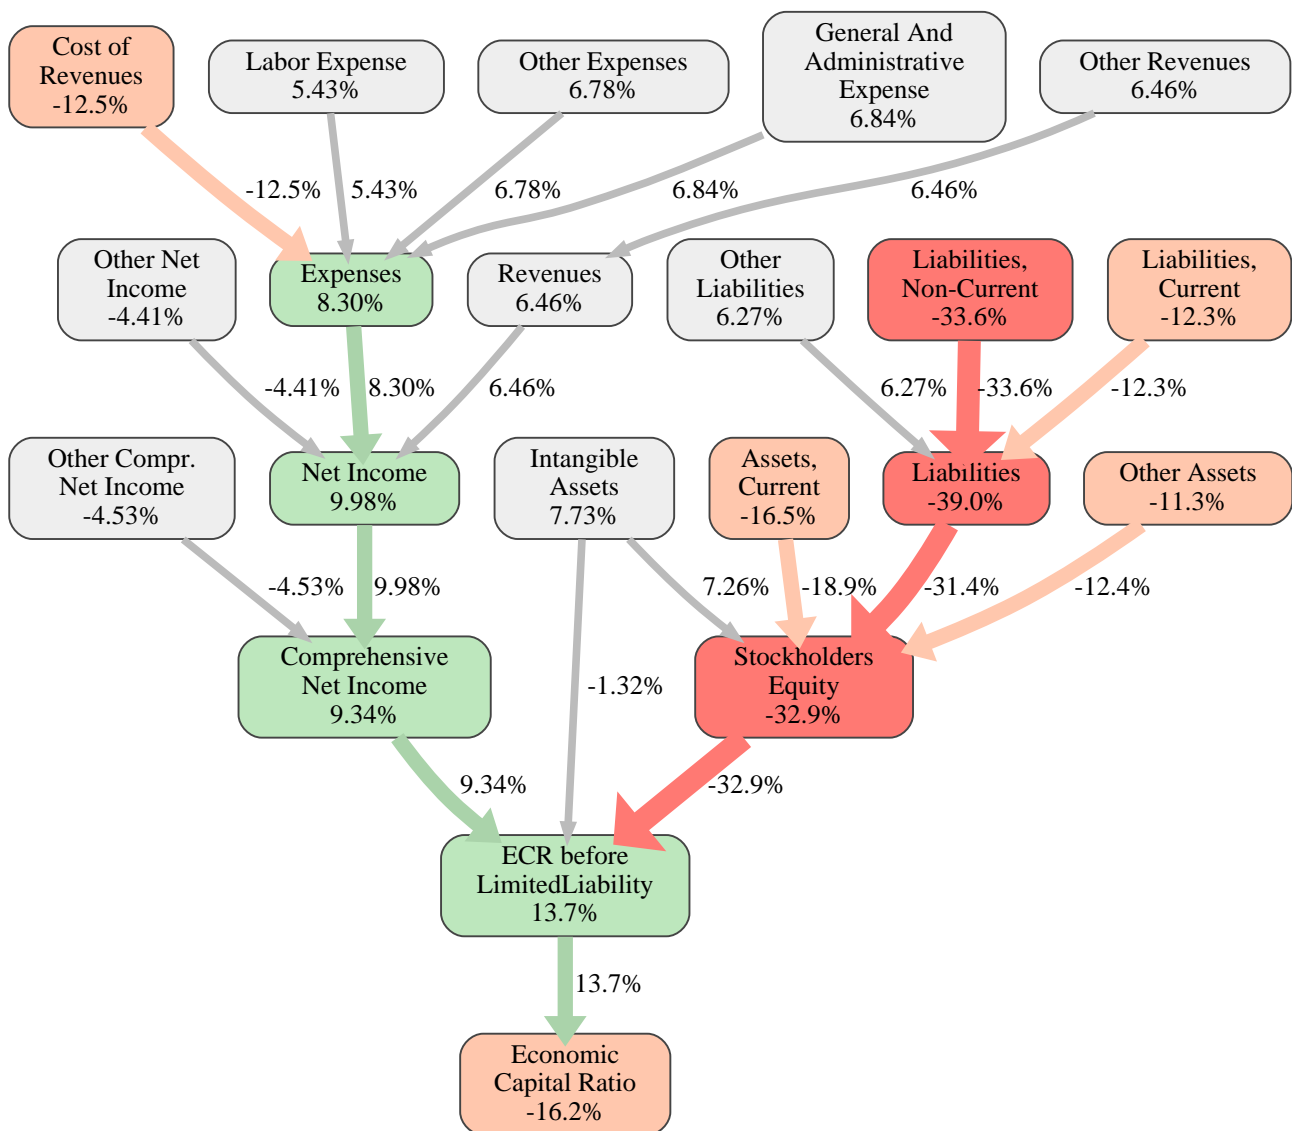 Cost of
Revenues
-12.5%
Labor Expense
5.43%
Other Expenses
6.78%
General And
Administrative
Expense
6.84%
Other Revenues
6.46%
-12.5%
5.43%
6.78%
6.84%
6.46%
Other Net
Income
-4.41%
Expenses
8.30%
Revenues
6.46%
Other
Liabilities
6.27%
Liabilities,
Non-Current
-33.6%
Liabilities,
Current
-12.3%
-4.41%
8.30%
6.46%
6.27%
-33.6%
-12.3%
Other Compr.
Net Income
-4.53%
Net Income
9.98%
Intangible
Assets
7.73%
Assets,
Current
-16.5%
Liabilities
-39.0%
Other Assets
-11.3%
-4.53%
9.98%
7.26%
-18.9%
-31.4%
-12.4%
Comprehensive
Net Income
9.34%
-1.32%
Stockholders
Equity
-32.9%
9.34%
-32.9%
ECR before
LimitedLiability
13.7%
13.7%
Economic
Capital Ratio
-16.2%